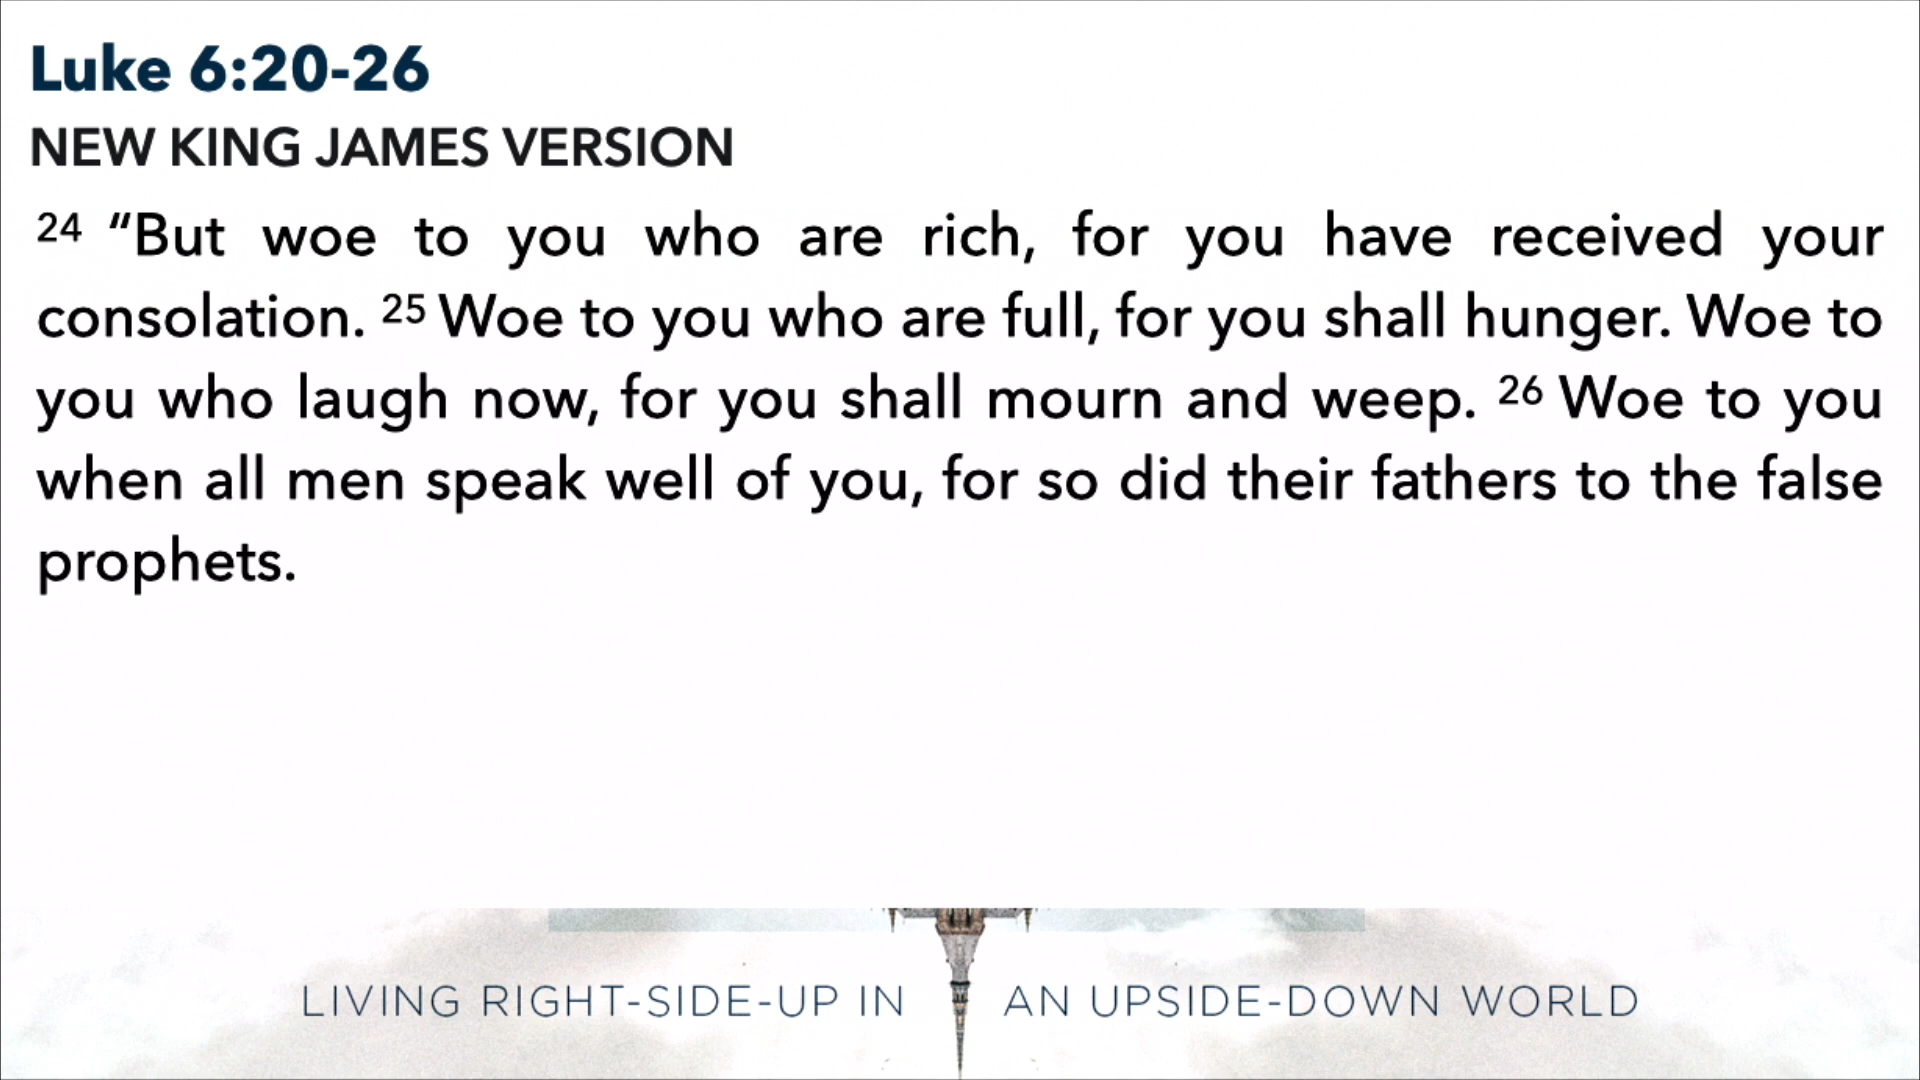 Luke 6:20-26
NEW KING JAMES VERSION
24 “But woe to you who are rich, for you have received your
consolation. 25 Woe to you who are full, for you shall hunger. Woe to
you who laugh now, for you shall mourn and weep. 26 Woe to you
when all men speak well of you, for so did their fathers to the false
prophets.
LIVING RIGHT-SIDE-UP IN AN UPSIDE-DOWN WORLD